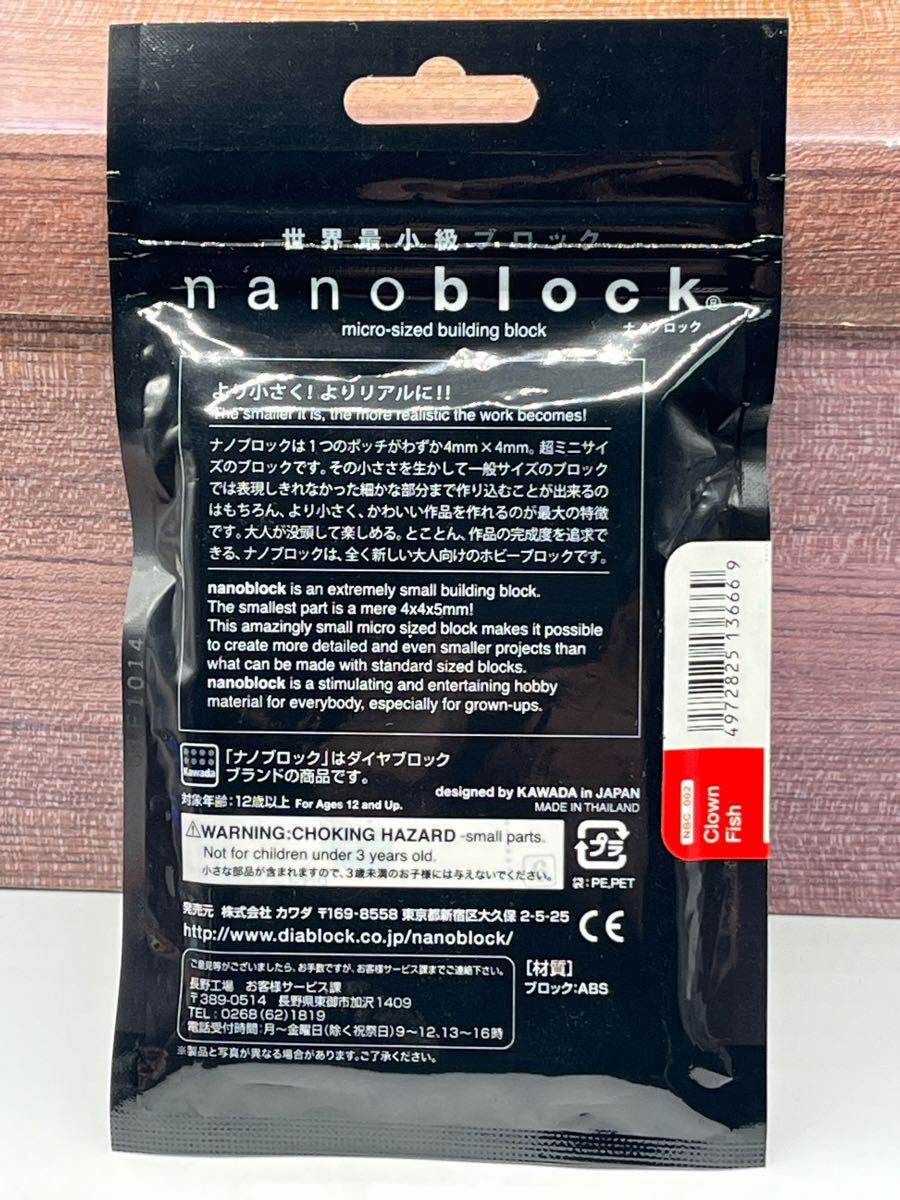 世界最小級ブロック
nanoblock®
micro-sized building block
ナノブロック
より小さく! よりリアルに!!
The smaller it is, the more realistic the work becomes!
ナノブロックは1つのポッチがわずか4mm×4mm。超ミニサイ
ズのブロックです。その小ささを生かして一般サイズのブロック
では表現しきれなかった細かな部分まで作り込むことが出来るの
はもちろん、より小さく、かわいい作品を作れるのが最大の特徴
です。大人が没頭して楽しめる。とことん、作品の完成度を追求で
きる、ナノブロックは、全く新しい大人向けのホビーブロックです。
nanoblock is an extremely small building block.
The smallest part is a mere 4x4x5mm!
This amazingly small micro sized block makes it possible
to create more detailed and even smaller projects than
what can be made with standard sized blocks.
nanoblock is a stimulating and entertaining hobby
material for everybody, especially for grown-ups.
Kawada
「ナノブロック」はダイヤブロック
ブランドの商品です。
designed by KAWADA in JAPAN
対象年齢:12歳以上 For Ages 12 and Up.
MADE IN THAILAND
⚠WARNING:CHOKING HAZARD -small parts.
Not for children under 3 years old.
小さな部品が含まれますので、3歳未満のお子様には与えないでください。
プラ
袋:PE,PET
発売元 株式会社 カワダ 〒169-8558 東京都新宿区大久保 2-5-25
http://www.diablock.co.jp/nanoblock/
CE
ご意見等がございましたら、お手数ですが、お客様サービス課までご連絡下さい。
長野工場 お客様サービス課
〒389-0514 長野県東御市加沢1409
TEL:0268(62)1819
電話受付時間:月~金曜日(除く祝祭日)9~12、13~16時
[材質]
ブロック:ABS
※製品と写真が異なる場合があります。ご了承ください。
4972825136669
NBC_002
Clown
Fish
F1014